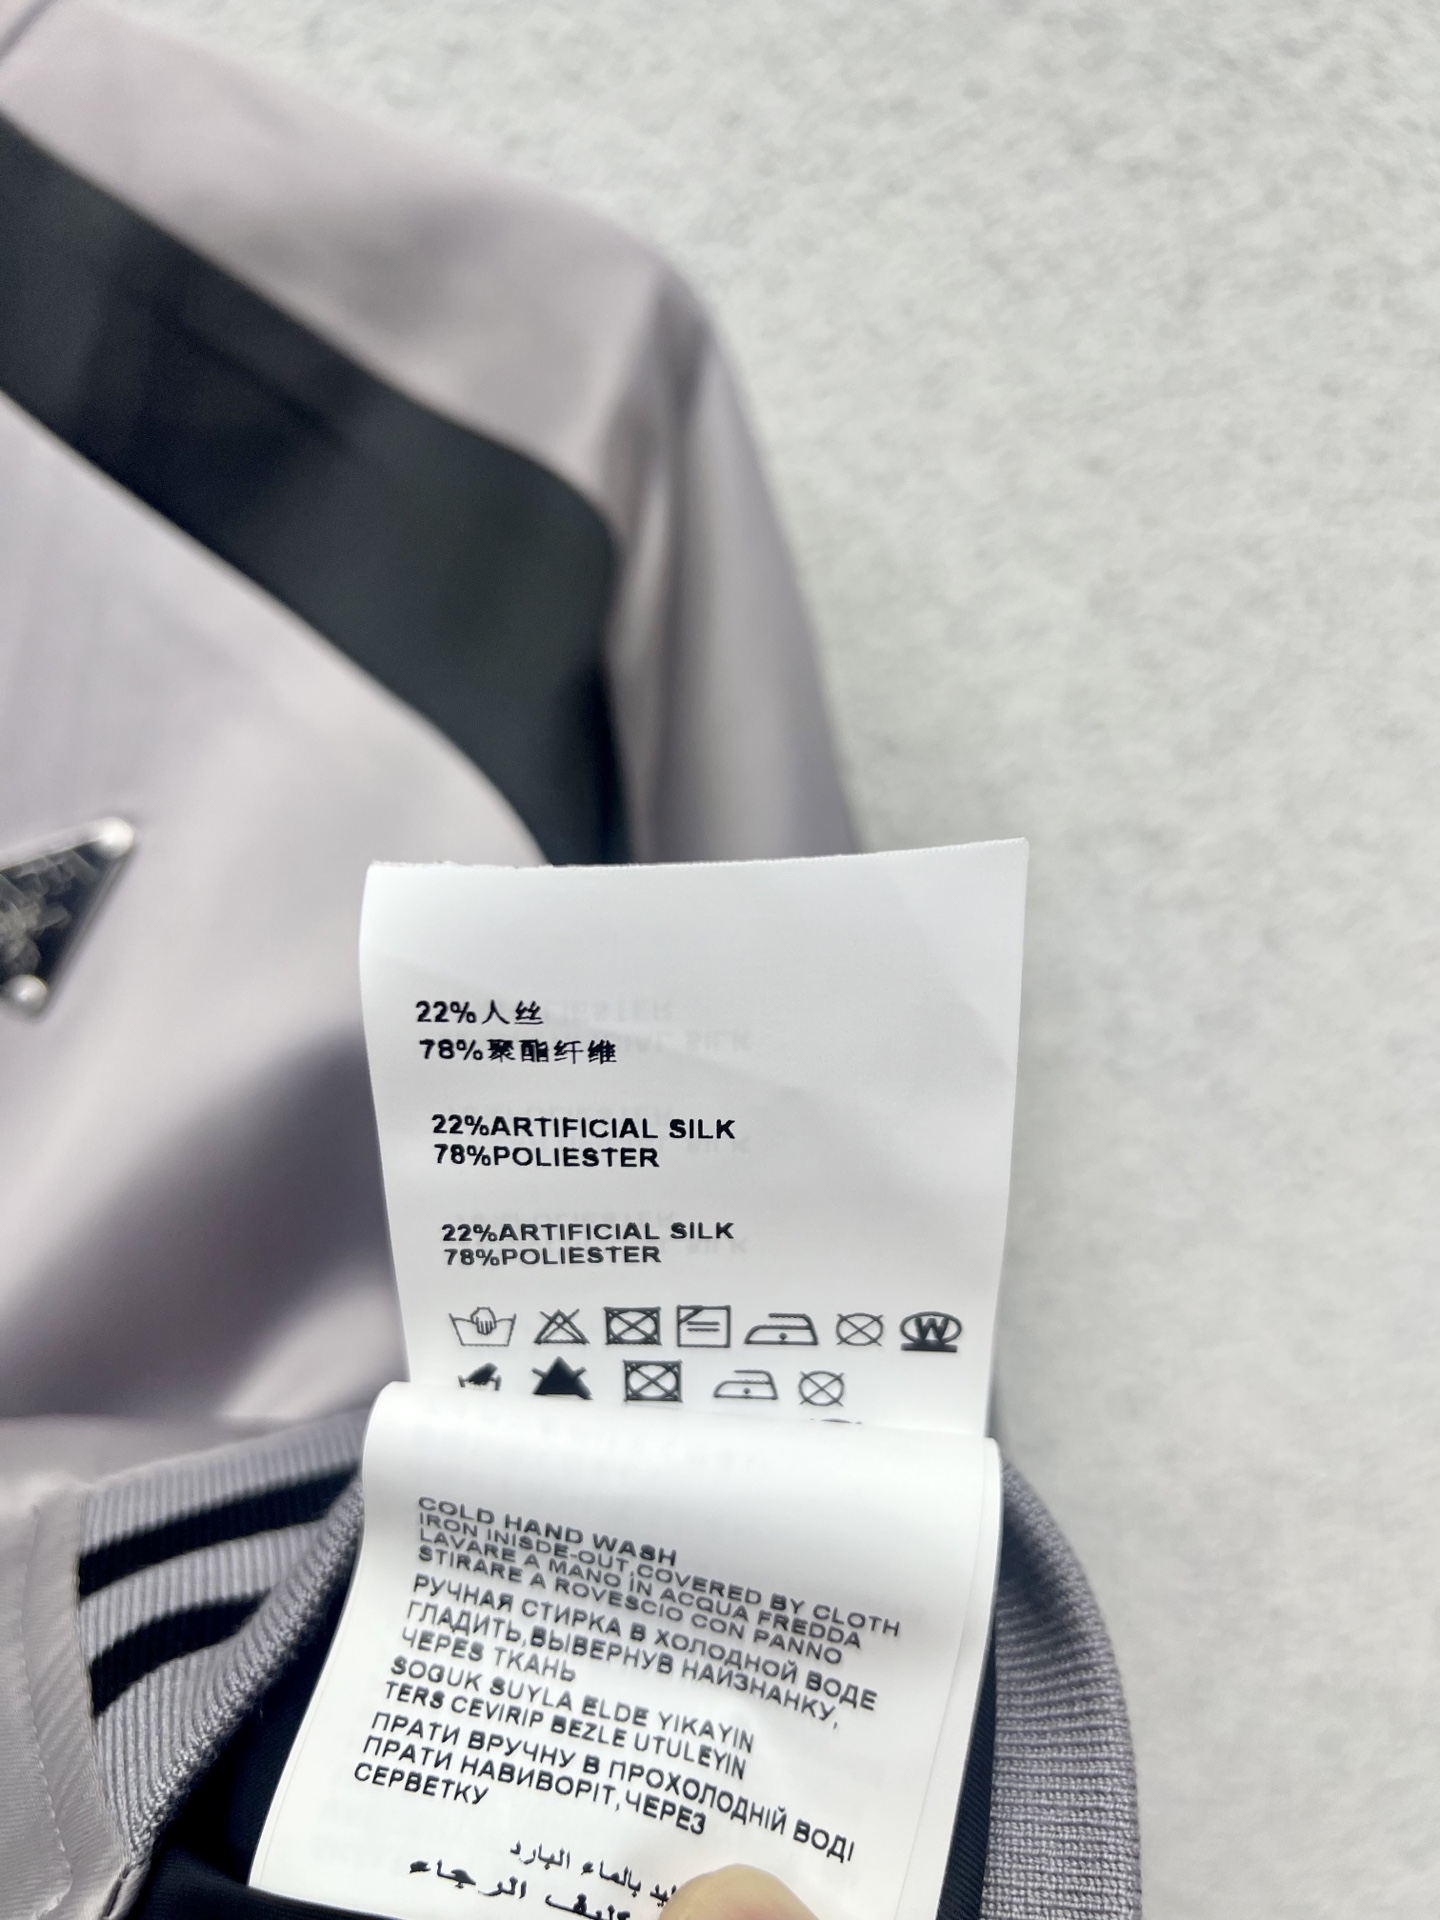 22%人丝
78%聚酯纤维
22%ARTIFICIAL SILK
78%POLIESTER
22%ARTIFICIAL SILK
78%POLIESTER
W
COLD HAND WASH
IRON INISDE-OUT,COVERED BY CLOTH
LAVARE A MANO IN ACQUA FREDDA
STIRARE A ROVESCIO CON PANNO
РУЧНАЯ СТИРКА В ХОЛОДНОЙ ВОДЕ
ГЛАДИТЬ,ВЫВЕРНУВ НАИЗНАНКУ,
ЧЕРЕЗ ТКАНЬ
SOGUK SUYLA ELDE YIKAYIN
TERS CEVIRIP BEZLE UTULEYIN
ПРАТИ ВРУЧНУ В ПРОХОЛОДНІЙ ВОДІ
ПРАТИ НАВИВОРІТ,ЧЕРЕЗ
СЕРВЕТКУ
بالماء البارد
الرجاء